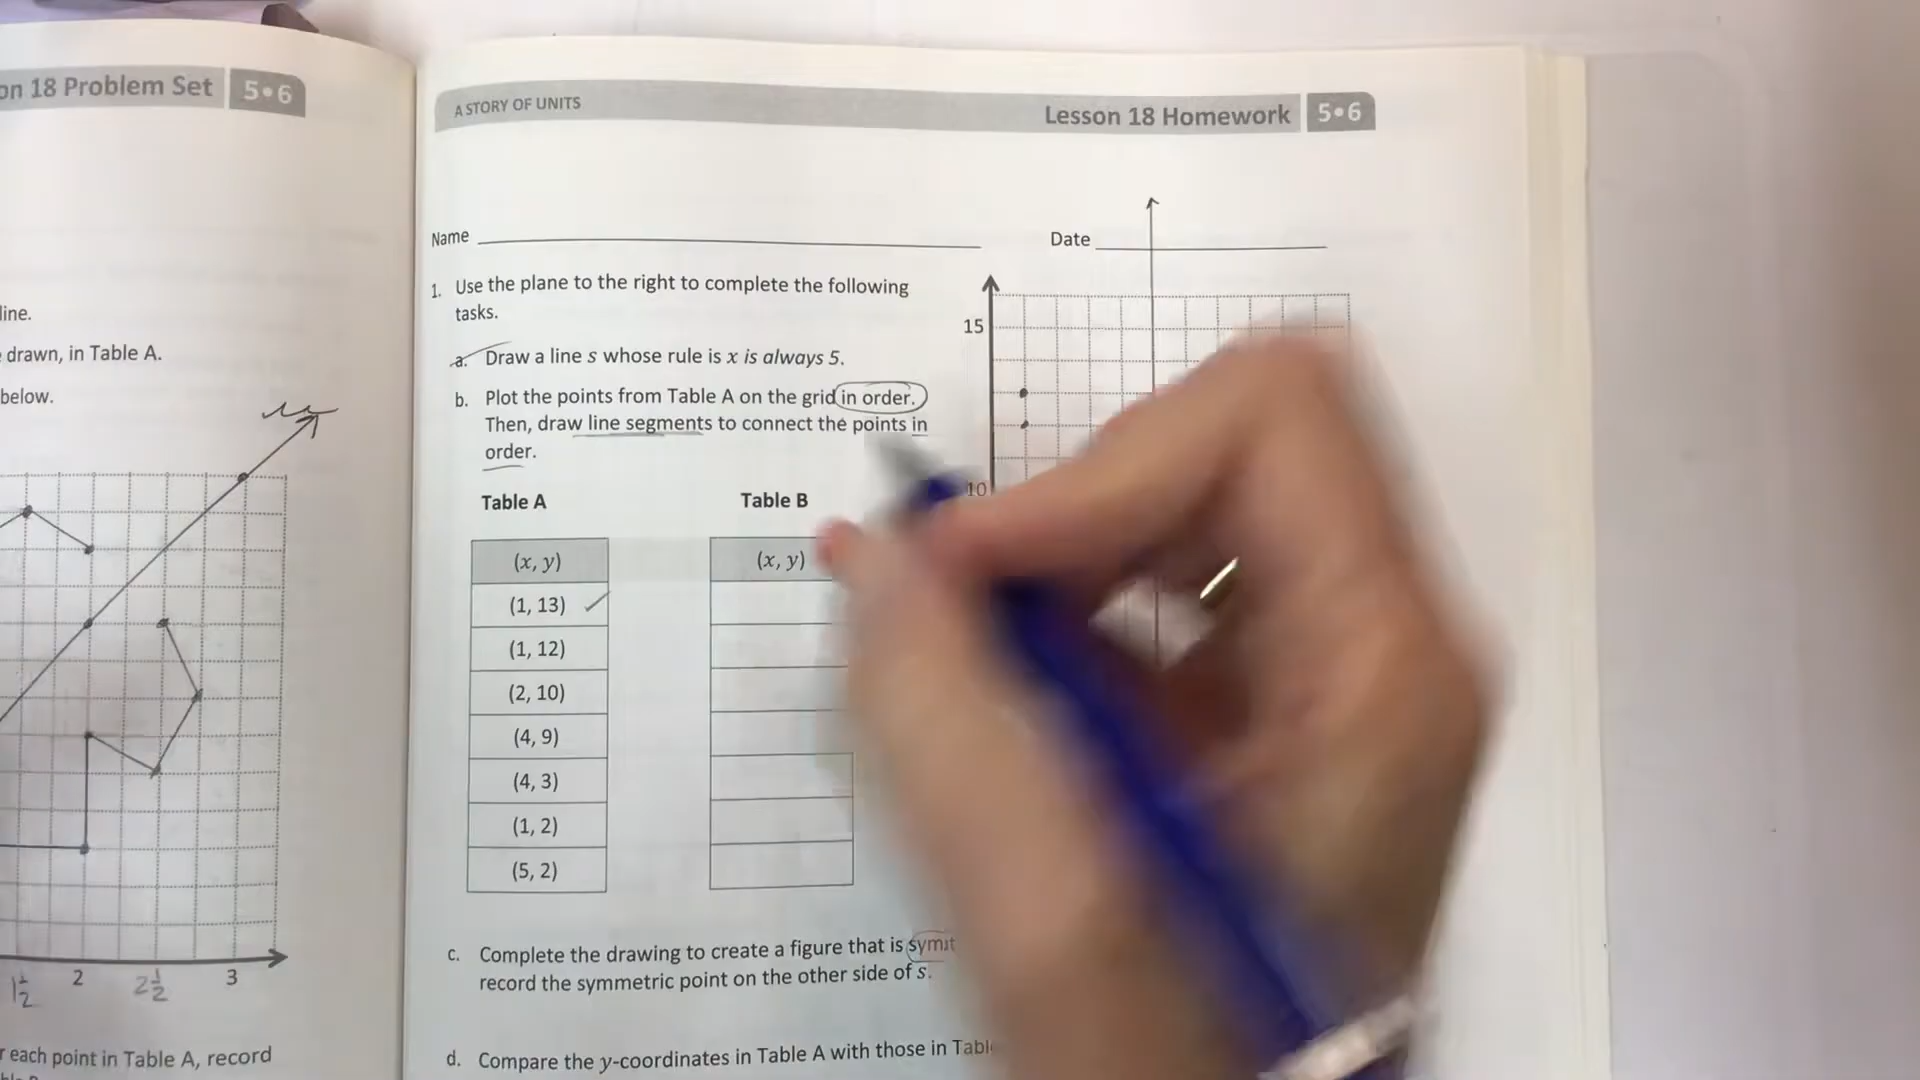 on 18 Problem Set 5•6
line.
drawn, in Table A.
below.
1½ 2 2½ 3
each point in Table A, record
A STORY OF UNITS
Lesson 18 Homework 5•6
Name
Date
1. Use the plane to the right to complete the following
tasks.
a. Draw a line s whose rule is x is always 5.
b. Plot the points from Table A on the grid in order.
Then, draw line segments to connect the points in
order.
Table A
(x, y)
(1, 13)
(1, 12)
(2, 10)
(4, 9)
(4, 3)
(1, 2)
(5, 2)
Table B
(x, y)
15
10
c. Complete the drawing to create a figure that is
record the symmetric point on the other side of s.
d. Compare the y-coordinates in Table A with those in